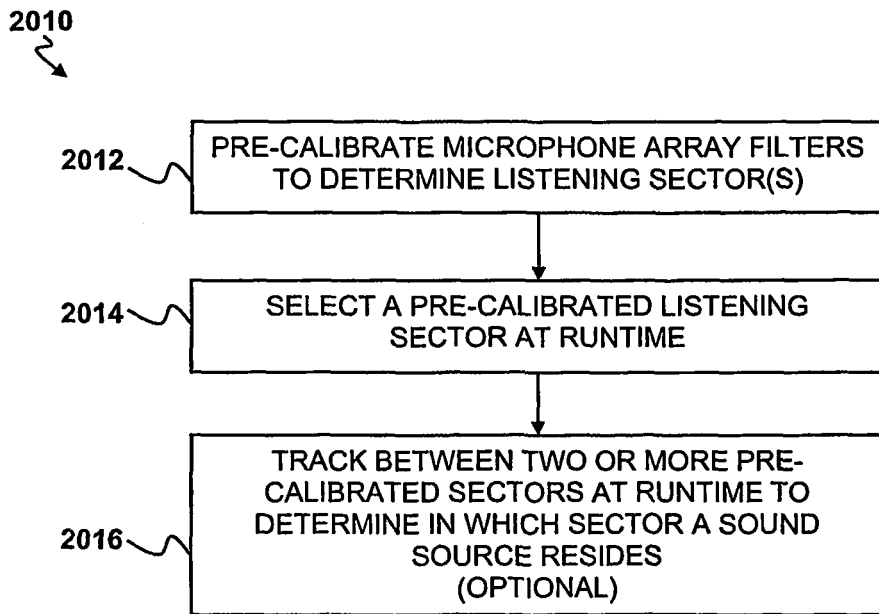 2010
2012
PRE-CALIBRATE MICROPHONE ARRAY FILTERS
TO DETERMINE LISTENING SECTOR(S)
2014
SELECT A PRE-CALIBRATED LISTENING
SECTOR AT RUNTIME
2016
TRACK BETWEEN TWO OR MORE PRE-
CALIBRATED SECTORS AT RUNTIME TO
DETERMINE IN WHICH SECTOR A SOUND
SOURCE RESIDES
(OPTIONAL)